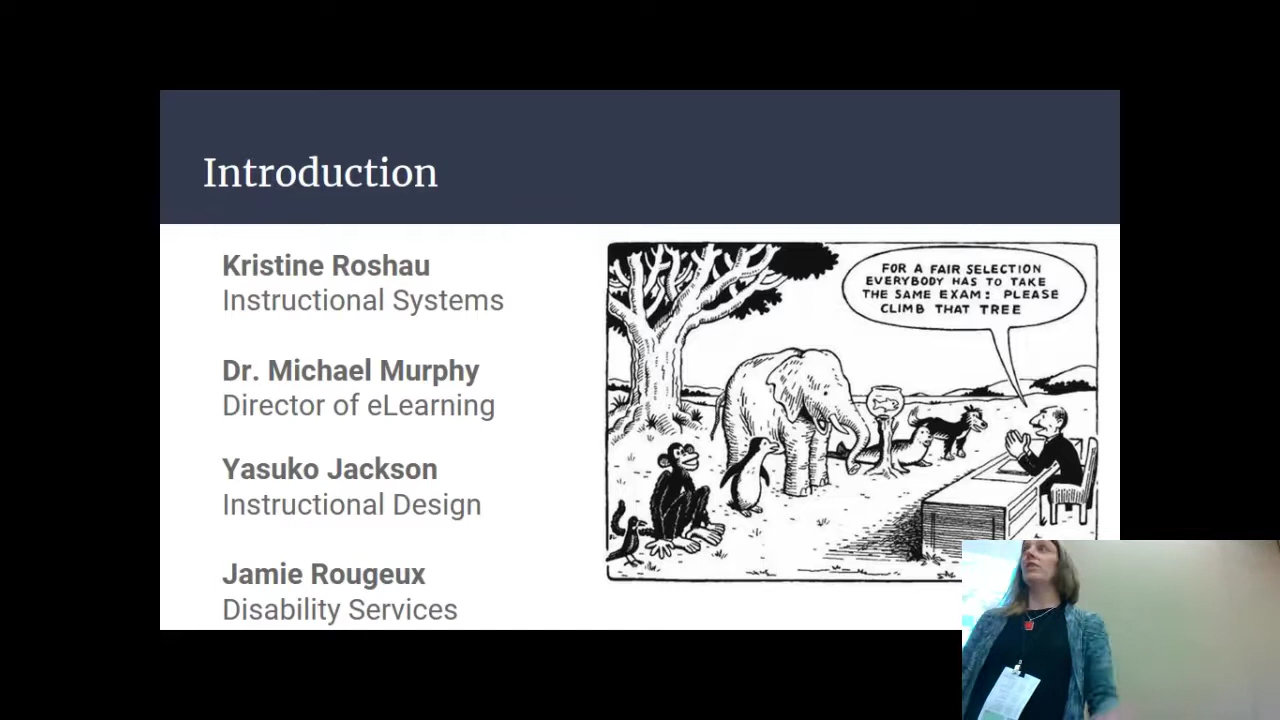 Introduction
Kristine Roshau
Instructional Systems
Dr. Michael Murphy
Director of eLearning
Yasuko Jackson
Instructional Design
Jamie Rougeux
Disability Services
FOR A FAIR SELECTION
EVERYBODY HAS TO TAKE
THE SAME EXAM: PLEASE
CLIMB THAT TREE